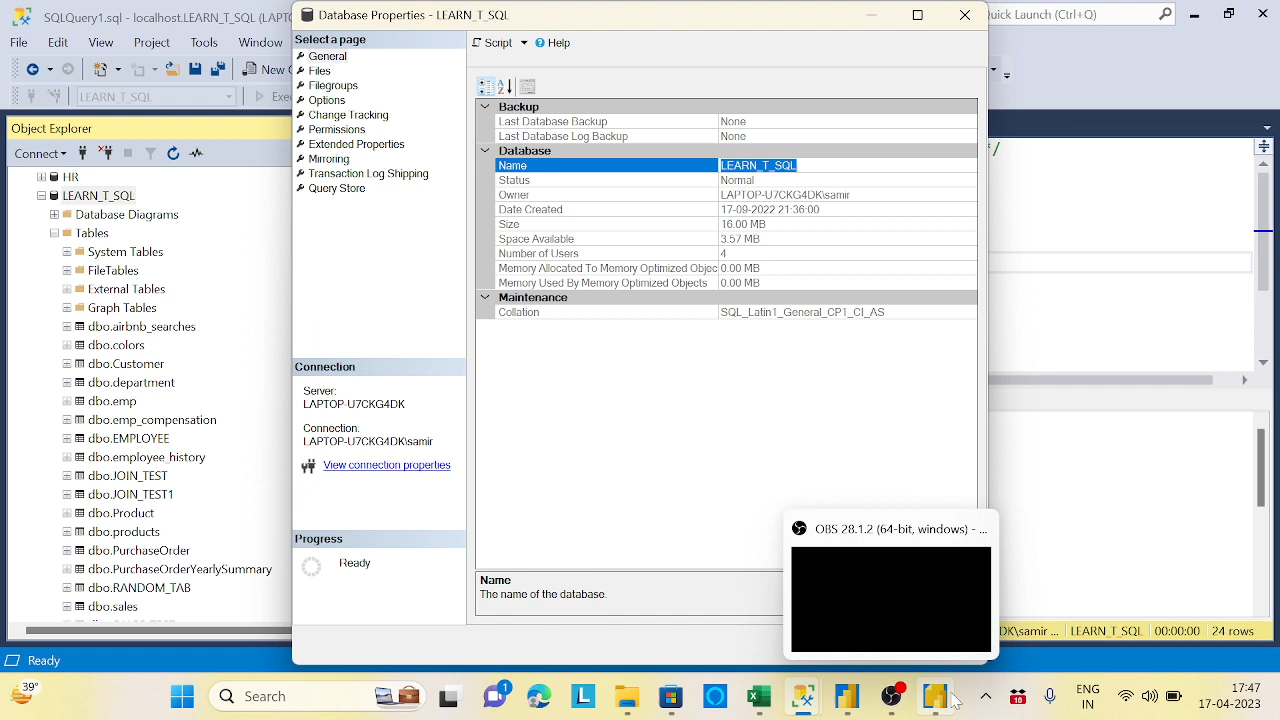 SQLQuery1.sql - localhost.LEARN_T_SQL (LAPT
Database Properties - LEARN_T_SQL
Quick Launch (Ctrl+Q)
File Edit View Project Tools Window
New
LEARN_T_SQL
Exec
Object Explorer
Connect
HR
LEARN_T_SQL
Database Diagrams
Tables
System Tables
FileTables
External Tables
Graph Tables
dbo.airbnb_searches
dbo.colors
dbo.Customer
dbo.department
dbo.emp
dbo.emp_compensation
dbo.EMPLOYEE
dbo.employee_history
dbo.JOIN_TEST
dbo.JOIN_TEST1
dbo.Product
dbo.products
dbo.PurchaseOrder
dbo.PurchaseOrderYearlySummary
dbo.RANDOM_TAB
dbo.sales
Select a page
General
Files
Filegroups
Options
Change Tracking
Permissions
Extended Properties
Mirroring
Transaction Log Shipping
Query Store
Connection
Server:
LAPTOP-U7CKG4DK
Connection:
LAPTOP-U7CKG4DK\samir
View connection properties
Progress
Ready
Script Help
Backup
Last Database Backup None
Last Database Log Backup None
Database
Name LEARN_T_SQL
Status Normal
Owner LAPTOP-U7CKG4DK\samir
Date Created 17-09-2022 21:36:00
Size 16.00 MB
Space Available 3.57 MB
Number of Users 4
Memory Allocated To Memory Optimized Objec 0.00 MB
Memory Used By Memory Optimized Objects 0.00 MB
Maintenance
Collation SQL_Latin1_General_CP1_CI_AS
Name
The name of the database.
*/
OBS 28.1.2 (64-bit, windows) - ...
DK\samir ... LEARN_T_SQL 00:00:00 24 rows
Ready
39°
Search
L
1
10
ENG
IN
17:47
17-04-2023